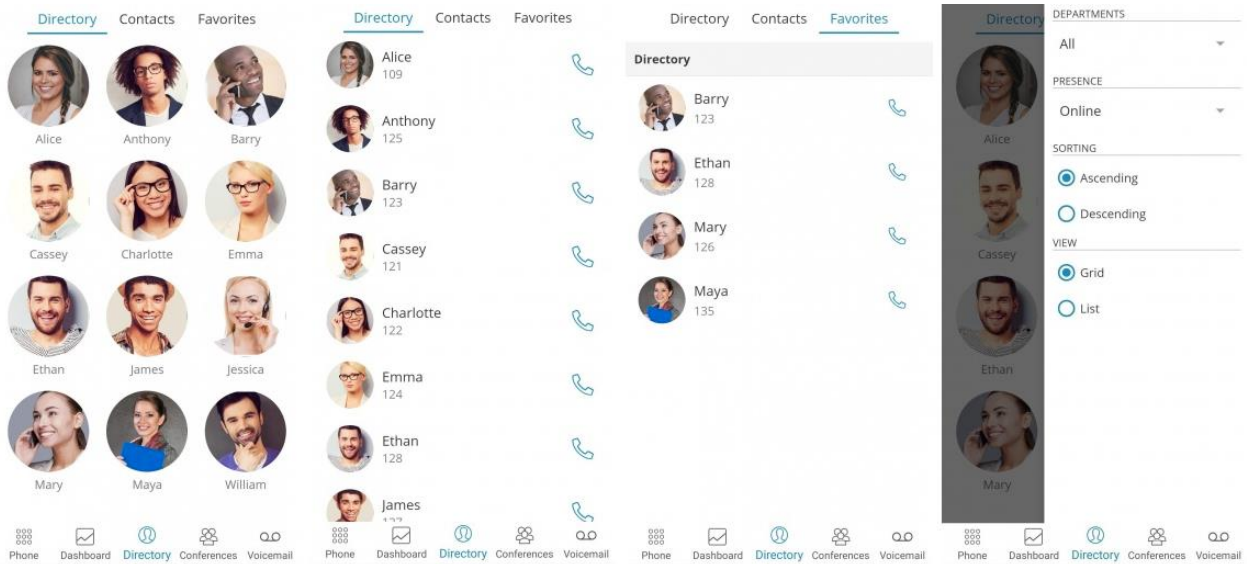 Directory Contacts Favorites
Alice Anthony Barry
Cassey Charlotte Emma
Ethan James Jessica
Mary Maya William
Phone Dashboard Directory Conferences Voicemail
Directory Contacts Favorites
Alice
109
Anthony
125
Barry
123
Cassey
121
Charlotte
122
Emma
124
Ethan
128
James
Phone Dashboard Directory Conferences Voicemail
Directory Contacts Favorites
Directory
Barry
123
Ethan
128
Mary
126
Maya
135
Phone Dashboard Directory Conferences Voicemail
Directory
Alice
Cassey
Ethan
Mary
DEPARTMENTS
All
PRESENCE
Online
SORTING
Ascending
Descending
VIEW
Grid
List
Phone Dashboard Directory Conferences Voicemail